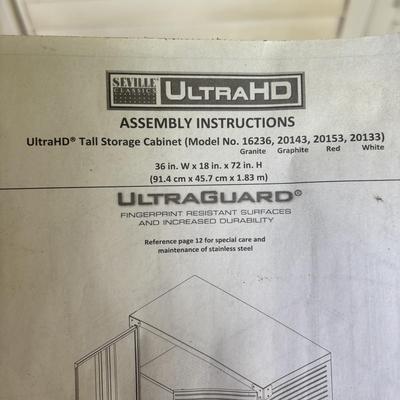 SEVILLE
CLASSICS
ULTRAHD
ASSEMBLY INSTRUCTIONS
UltraHD® Tall Storage Cabinet (Model No. 16236, 20143, 20153, 20133)
Granite Graphite Red White
36 in. W x 18 in. x 72 in. H
(91.4 cm x 45.7 cm x 1.83 m)
ULTRAGUARD®
FINGERPRINT RESISTANT SURFACES
AND INCREASED DURABILITY
Reference page 12 for special care and
maintenance of stainless steel